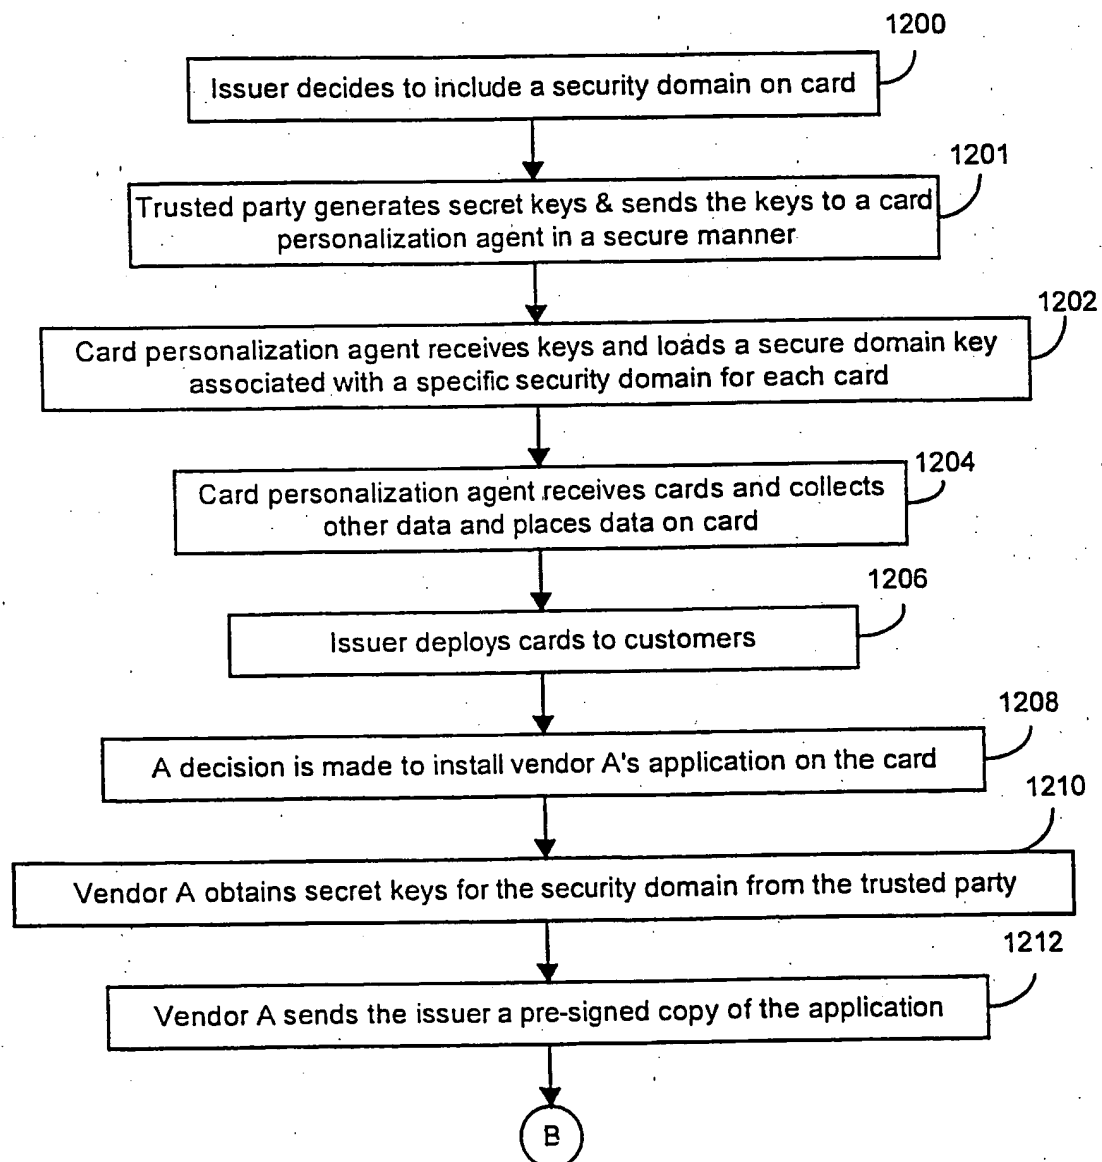 1200
Issuer decides to include a security domain on card
1201
Trusted party generates secret keys & sends the keys to a card
personalization agent in a secure manner
1202
Card personalization agent receives keys and loads a secure domain key
associated with a specific security domain for each card
1204
Card personalization agent receives cards and collects
other data and places data on card
1206
Issuer deploys cards to customers
1208
A decision is made to install vendor A's application on the card
1210
Vendor A obtains secret keys for the security domain from the trusted party
1212
Vendor A sends the issuer a pre-signed copy of the application
B